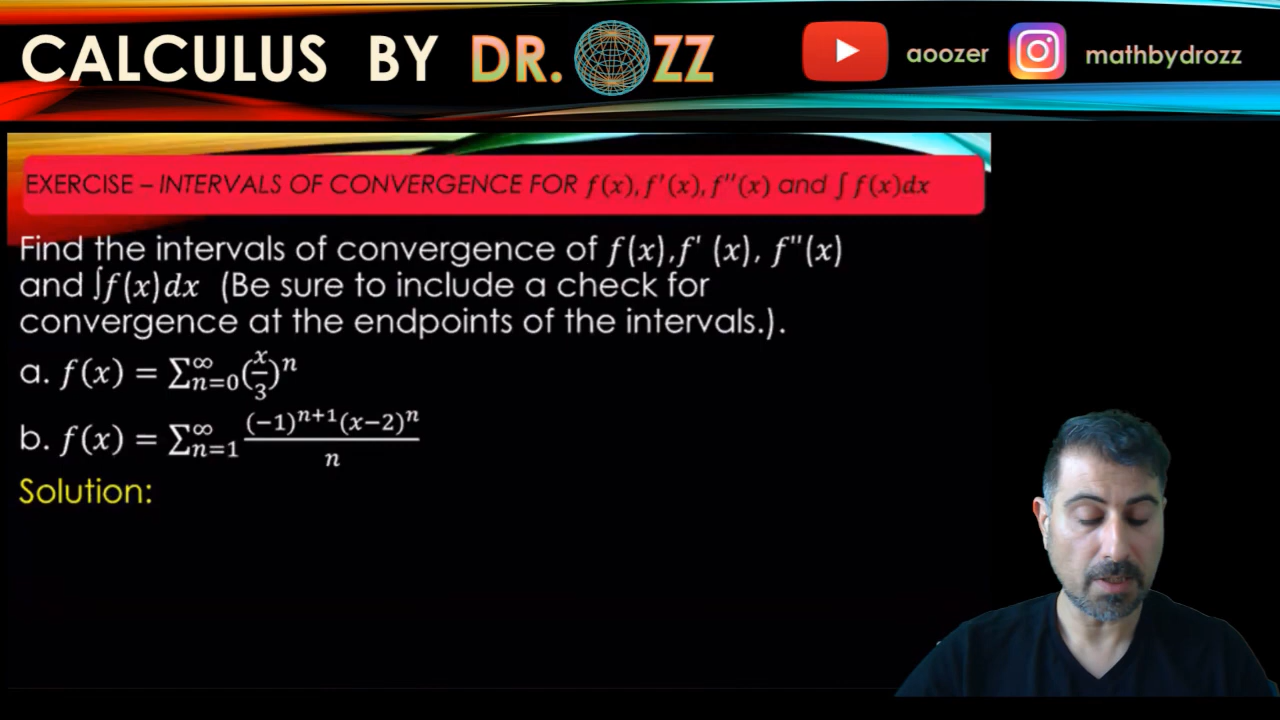 CALCULUS BY DR. OZZ
aoozer
mathbydrozz
EXERCISE – INTERVALS OF CONVERGENCE FOR f(x), f'(x), f''(x) and ∫ f(x)dx
Find the intervals of convergence of f(x), f' (x), f''(x)
and ∫f(x)dx (Be sure to include a check for
convergence at the endpoints of the intervals.).
a. f(x) = ∑_{n=0}^{∞} (x/3)^n
b. f(x) = ∑_{n=1}^{∞} (-1)^{n+1}(x-2)^n / n
Solution: